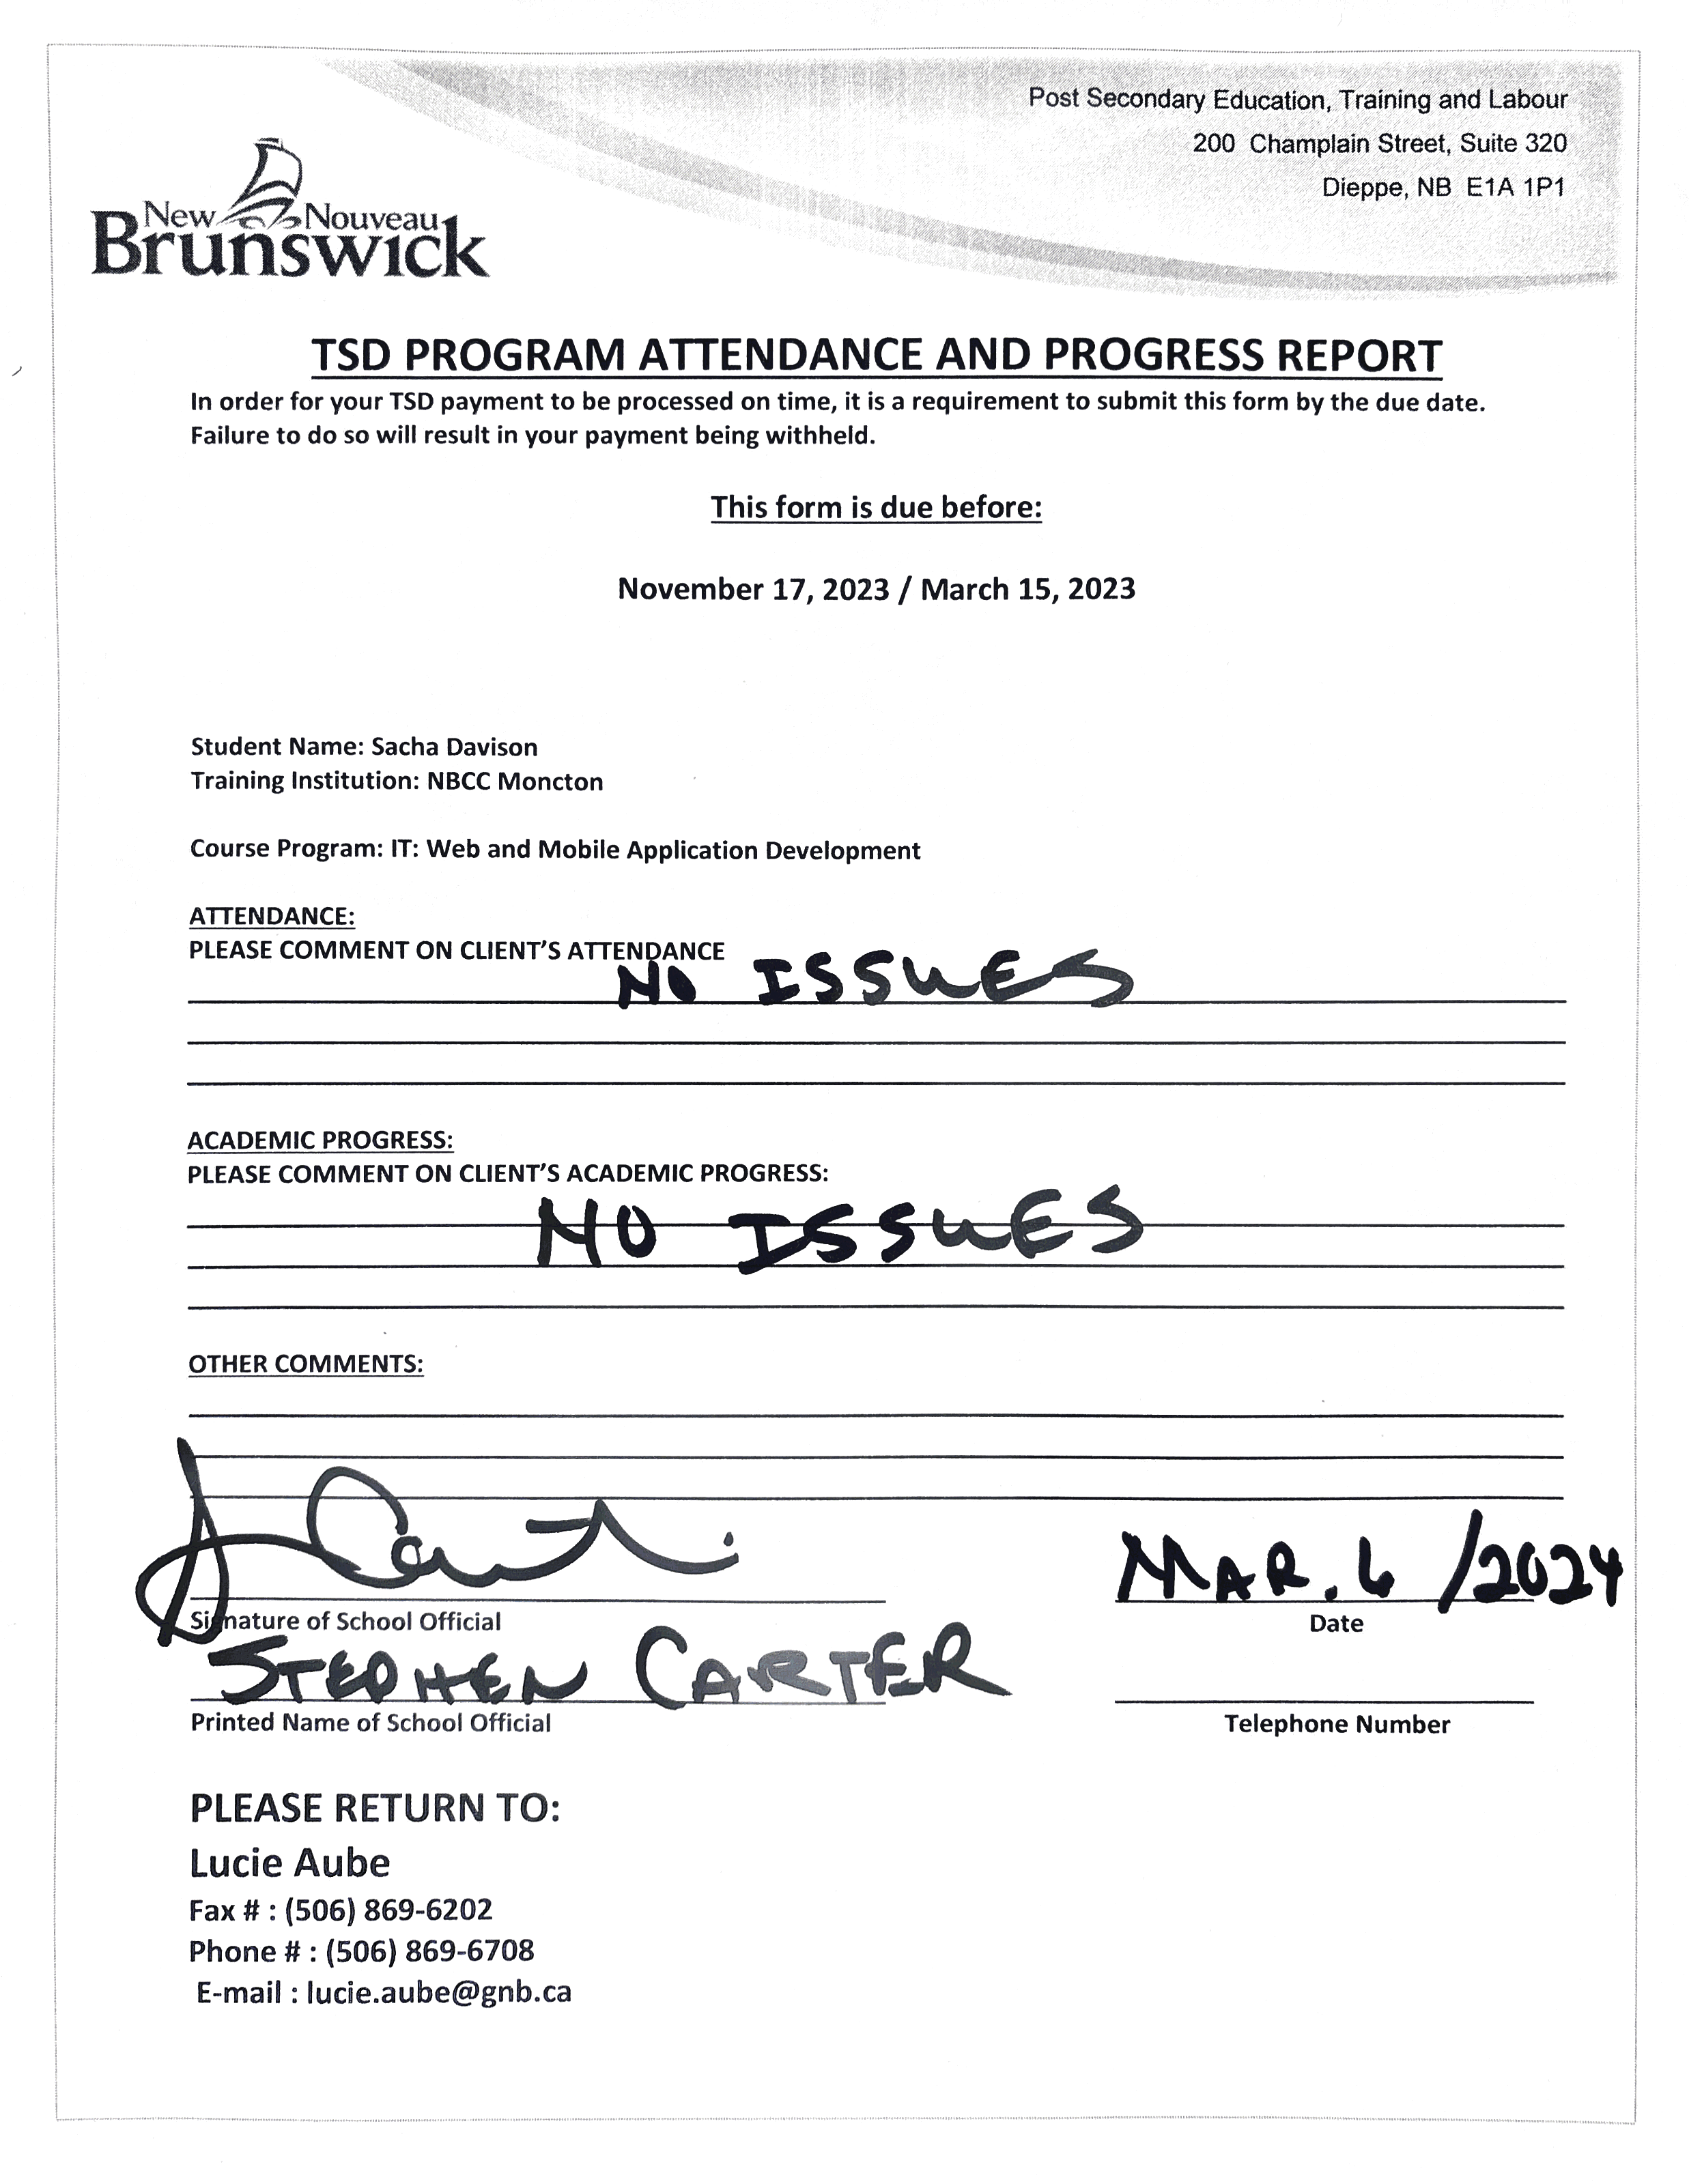 Post Secondary Education, Training and Labour
200 Champlain Street, Suite 320
Dieppe, NB E1A 1P1
New Nouveau
Brunswick
TSD PROGRAM ATTENDANCE AND PROGRESS REPORT
In order for your TSD payment to be processed on time, it is a requirement to submit this form by the due date.
Failure to do so will result in your payment being withheld.
This form is due before:
November 17, 2023 / March 15, 2023
Student Name: Sacha Davison
Training Institution: NBCC Moncton
Course Program: IT: Web and Mobile Application Development
ATTENDANCE:
PLEASE COMMENT ON CLIENT'S ATTENDANCE
NO ISSUES
ACADEMIC PROGRESS:
PLEASE COMMENT ON CLIENT'S ACADEMIC PROGRESS:
NO ISSUES
OTHER COMMENTS:
MAR. 6 /2024
Signature of School Official
Date
STEPHEN CARTER
Printed Name of School Official
Telephone Number
PLEASE RETURN TO:
Lucie Aube
Fax # : (506) 869-6202
Phone # : (506) 869-6708
E-mail : lucie.aube@gnb.ca